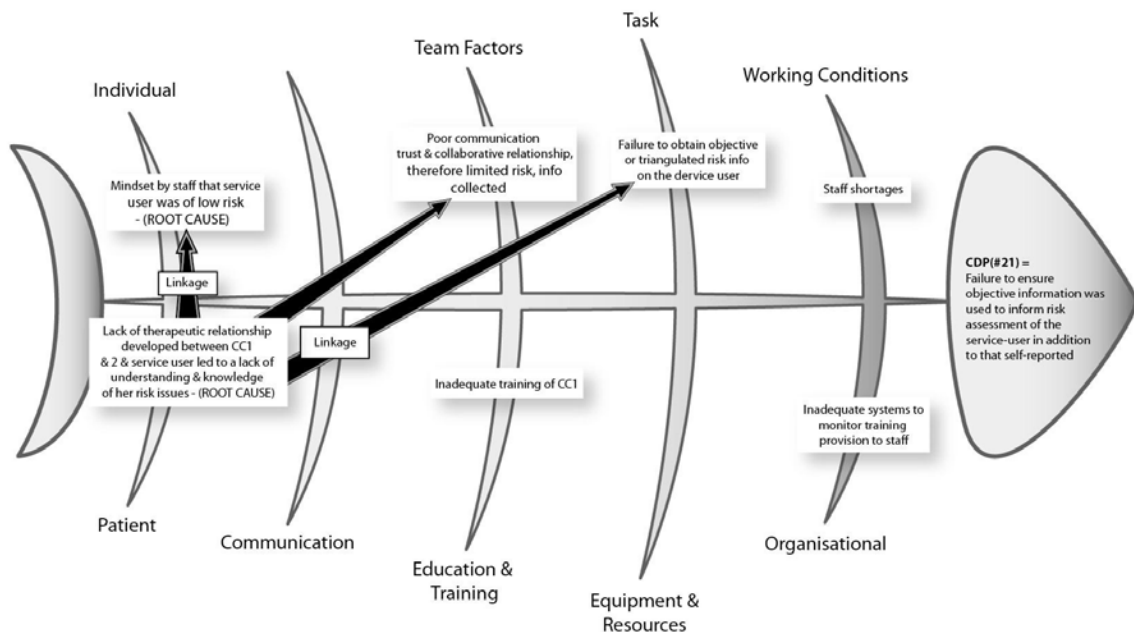 Task
Team Factors
Working Conditions
Individual
Poor communication
trust & collaborative relationship,
therefore limited risk, info
collected
Failure to obtain objective
or triangulated risk info
on the dervice user
Mindset by staff that service
user was of low risk
- (ROOT CAUSE)
Staff shortages
Linkage
CDP(#21) =
Failure to ensure
objective information was
used to inform risk
assessment of the
service-user in addition
to that self-reported
Lack of therapeutic relationship
developed between CC1
& 2 & service user led to a lack of
understanding & knowledge
of her risk issues - (ROOT CAUSE)
Linkage
Inadequate training of CC1
Inadequate systems to
monitor training
provision to staff
Patient
Communication
Education &
Training
Organisational
Equipment &
Resources